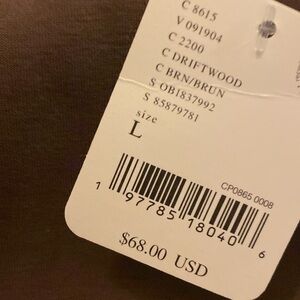 C 8615
V 091904
C 2200
C DRIFTWOOD
C BRN/BRUN
S OB1837992
S 85879781
size
L
CP0865 0008
1 97785 18040 6
$68.00 USD